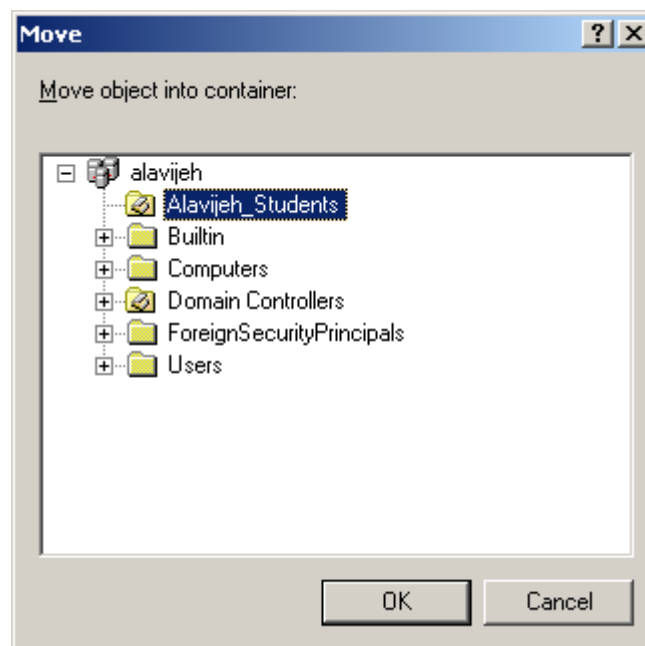 Move
Move object into container:
alavijeh
Alavijeh_Students
Builtin
Computers
Domain Controllers
ForeignSecurityPrincipals
Users
OK Cancel